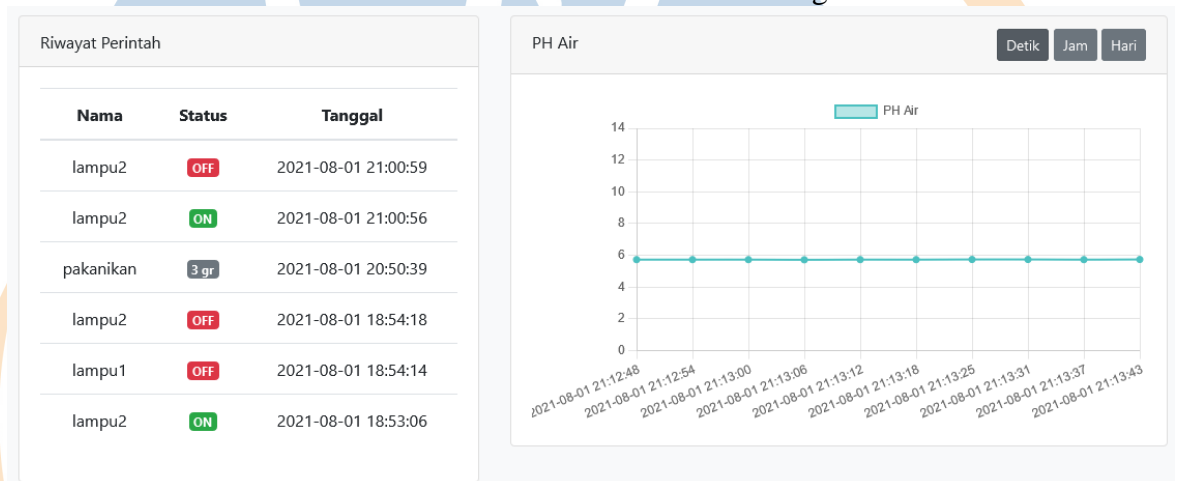 Riwayat Perintah
Nama Status Tanggal
lampu2 OFF 2021-08-01 21:00:59
lampu2 ON 2021-08-01 21:00:56
pakanikan 3 gr 2021-08-01 20:50:39
lampu2 OFF 2021-08-01 18:54:18
lampu1 OFF 2021-08-01 18:54:14
lampu2 ON 2021-08-01 18:53:06
PH Air Detik Jam Hari
PH Air
14
12
10
8
6
4
2
0
2021-08-01 21:12:48
2021-08-01 21:12:54
2021-08-01 21:13:00
2021-08-01 21:13:06
2021-08-01 21:13:12
2021-08-01 21:13:18
2021-08-01 21:13:25
2021-08-01 21:13:31
2021-08-01 21:13:37
2021-08-01 21:13:43